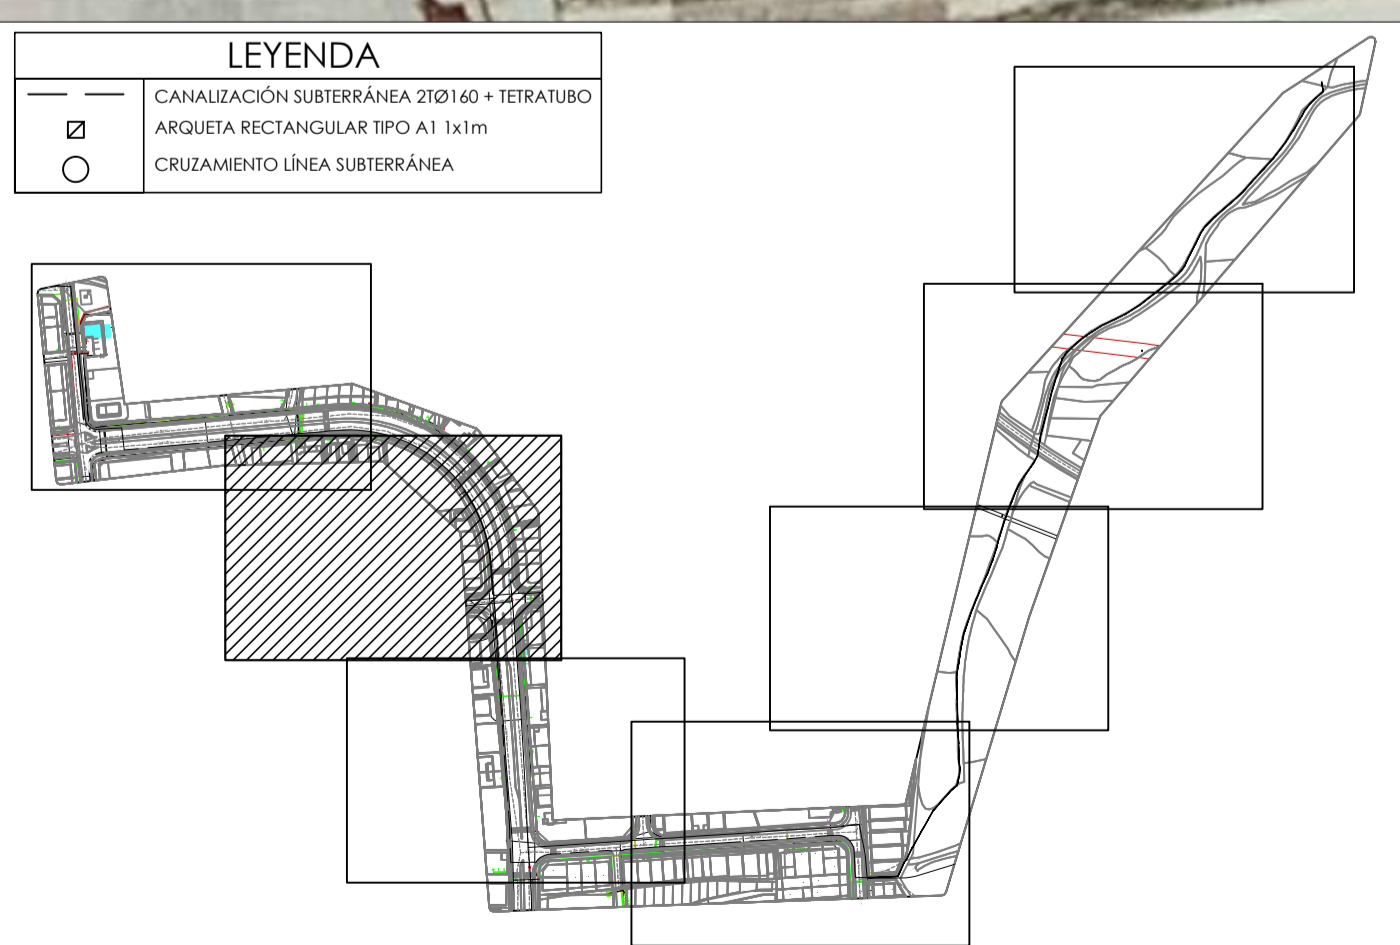 LEYENDA
CANALIZACIÓN SUBTERRÁNEA 2TØ160 + TETRATUBO
ARQUETA RECTANGULAR TIPO A1 1x1m
CRUZAMIENTO LÍNEA SUBTERRÁNEA